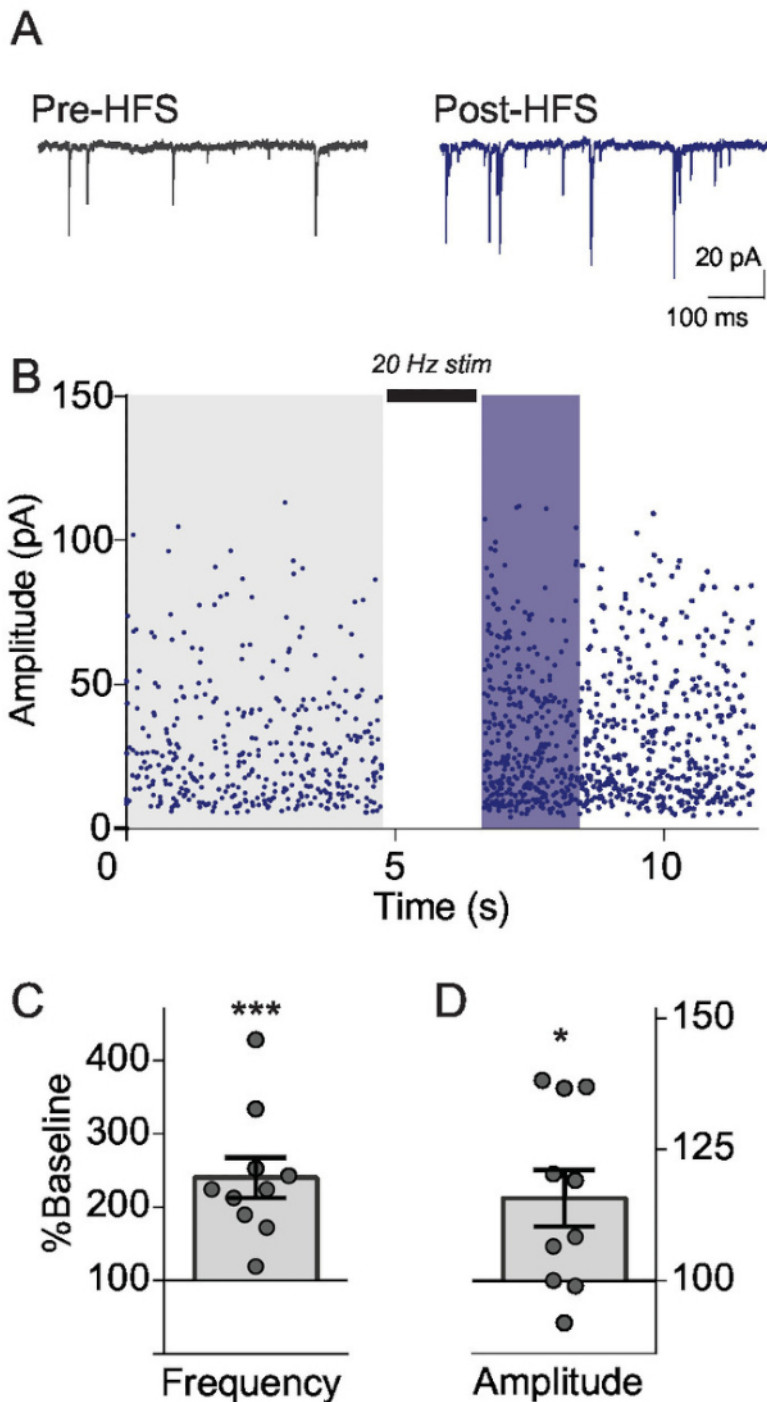 A
Pre-HFS
Post-HFS
20 pA
100 ms
B
20 Hz stim
150
100
50
0
Amplitude (pA)
0
5
10
Time (s)
C
***
400
300
200
100
%Baseline
Frequency
D
*
150
125
100
Amplitude